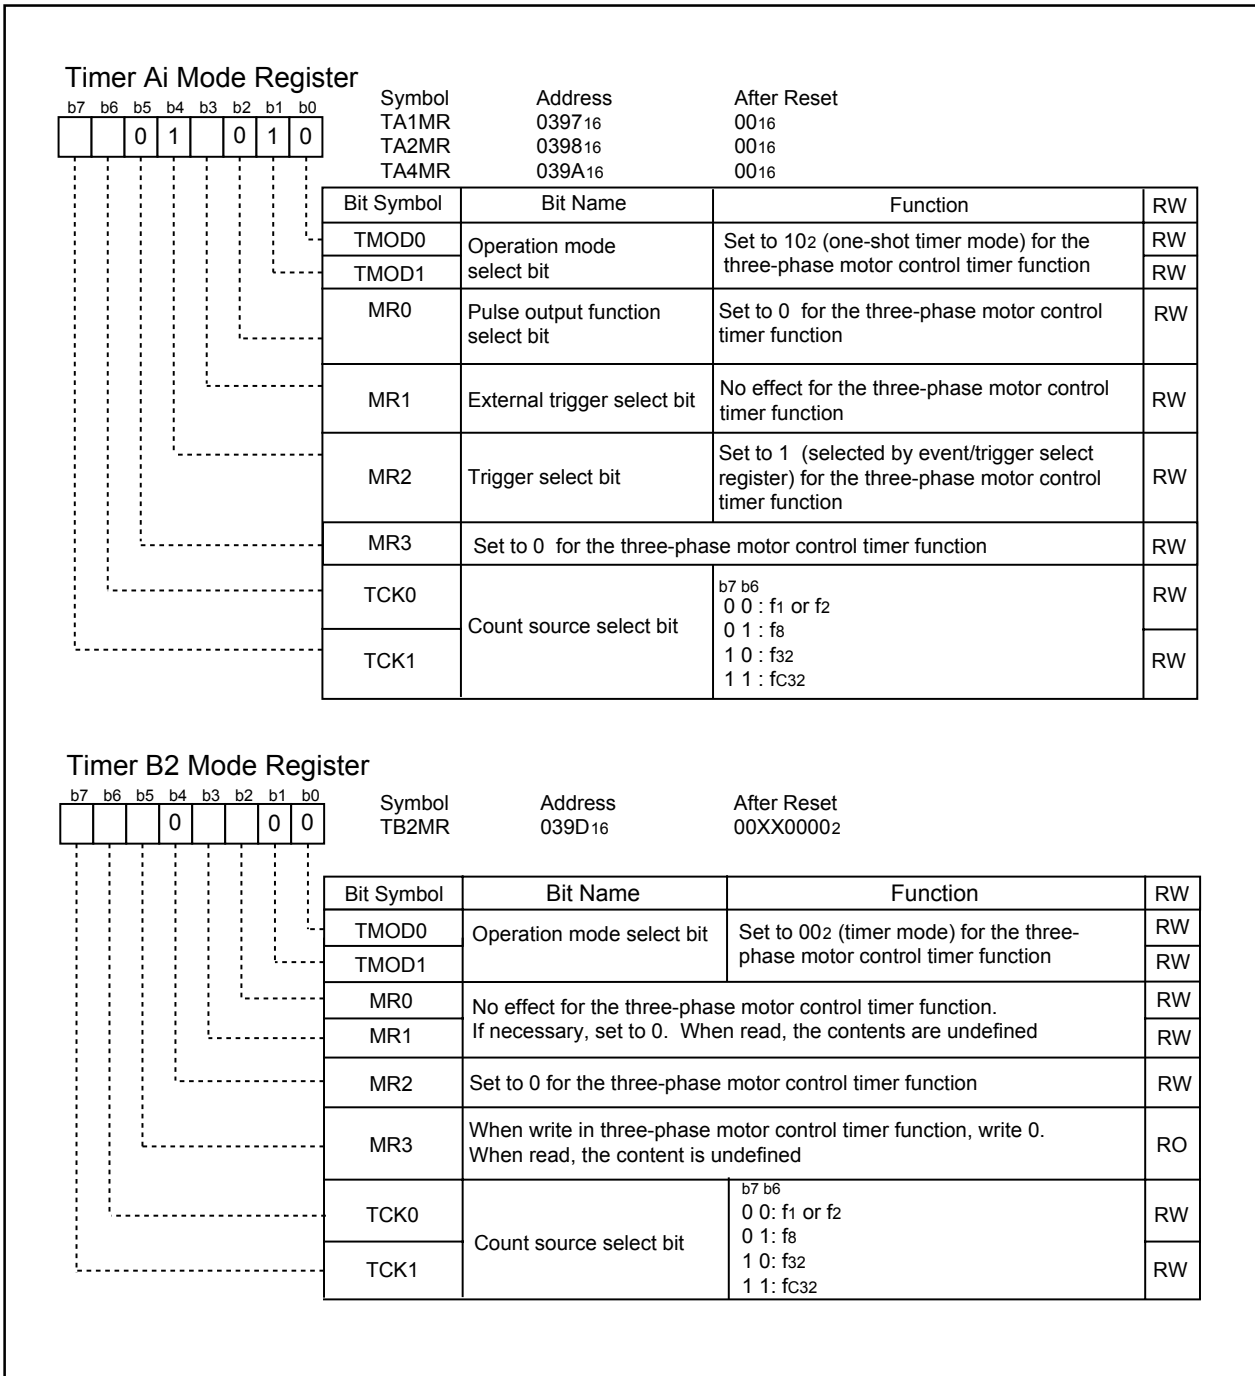 Timer Ai Mode Register
b7 b6 b5 b4 b3 b2 b1 b0
0 1 0 1 0
Symbol Address After Reset
TA1MR 039716 0016
TA2MR 039816 0016
TA4MR 039A16 0016
Bit Symbol Bit Name Function RW
TMOD0 Operation mode Set to 102 (one-shot timer mode) for the RW
TMOD1 select bit three-phase motor control timer function RW
MR0 Pulse output function Set to 0 for the three-phase motor control RW
select bit timer function
MR1 External trigger select bit No effect for the three-phase motor control RW
timer function
Set to 1 (selected by event/trigger select
MR2 Trigger select bit register) for the three-phase motor control RW
timer function
MR3 Set to 0 for the three-phase motor control timer function RW
b7 b6
TCK0 0 0 : f1 or f2 RW
Count source select bit 0 1 : f8
TCK1 1 0 : f32 RW
1 1 : fC32
Timer B2 Mode Register
b7 b6 b5 b4 b3 b2 b1 b0
0 0 0
Symbol Address After Reset
TB2MR 039D16 00XX00002
Bit Symbol Bit Name Function RW
TMOD0 Operation mode select bit Set to 002 (timer mode) for the three- RW
TMOD1 phase motor control timer function RW
MR0 No effect for the three-phase motor control timer function. RW
MR1 If necessary, set to 0. When read, the contents are undefined RW
MR2 Set to 0 for the three-phase motor control timer function RW
When write in three-phase motor control timer function, write 0.
MR3 When read, the content is undefined RO
b7 b6
TCK0 0 0: f1 or f2 RW
Count source select bit 0 1: f8
TCK1 1 0: f32 RW
1 1: fC32